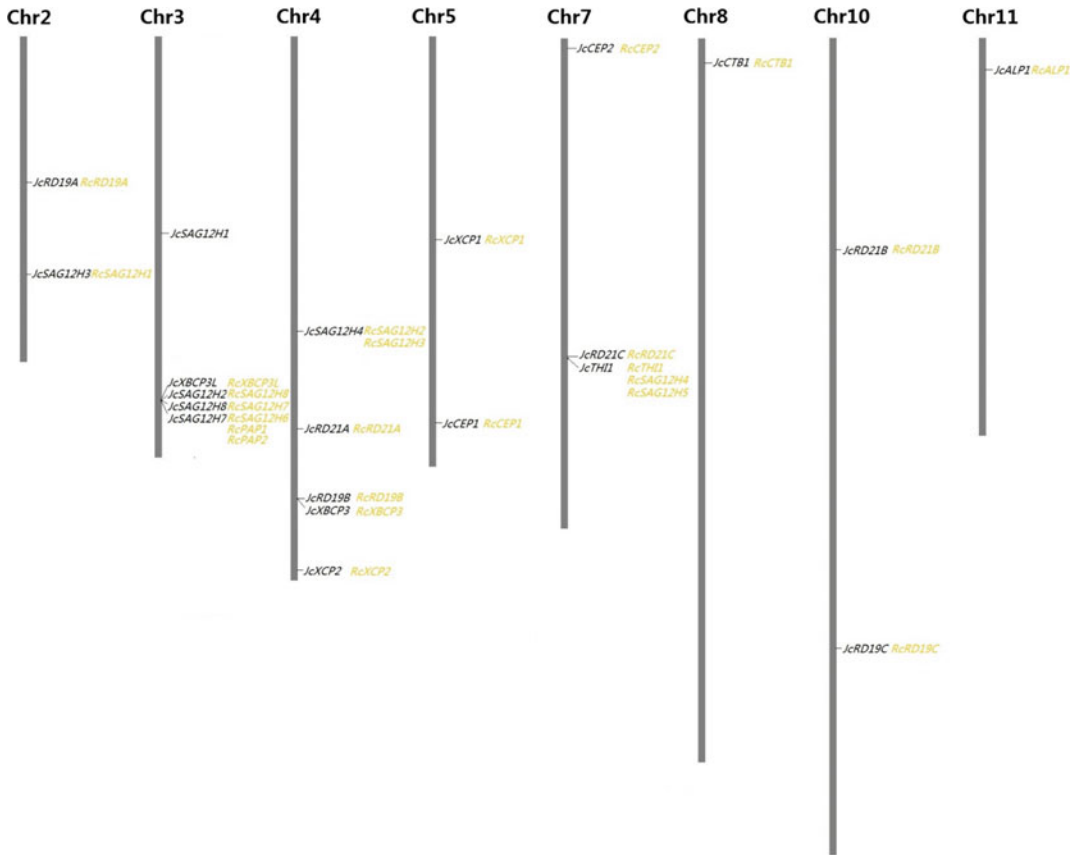 Chr2 Chr3 Chr4 Chr5 Chr7 Chr8 Chr10 Chr11
JcRD19A RcRD19A
JcSAG12H3 RcSAG12H1
JcSAG12H1
JcXBCP3L RcXBCP3L
JcSAG12H2 RcSAG12H8
JcSAG12H8 RcSAG12H7
JcSAG12H7 RcSAG12H6
RcPAP1
RcPAP2
JcSAG12H4 RcSAG12H2
RcSAG12H3
JcRD21A RcRD21A
JcRD19B RcRD19B
JcXBCP3 RcXBCP3
JcXCP2 RcXCP2
JcXCP1 RcXCP1
JcCEP1 RcCEP1
JcCEP2 RcCEP2
JcRD21C RcRD21C
JcTHI1 RcTHI1
RcSAG12H4
RcSAG12H5
JcCTB1 RcCTB1
JcRD21B RcRD21B
JcRD19C RcRD19C
JcALP1 RcALP1